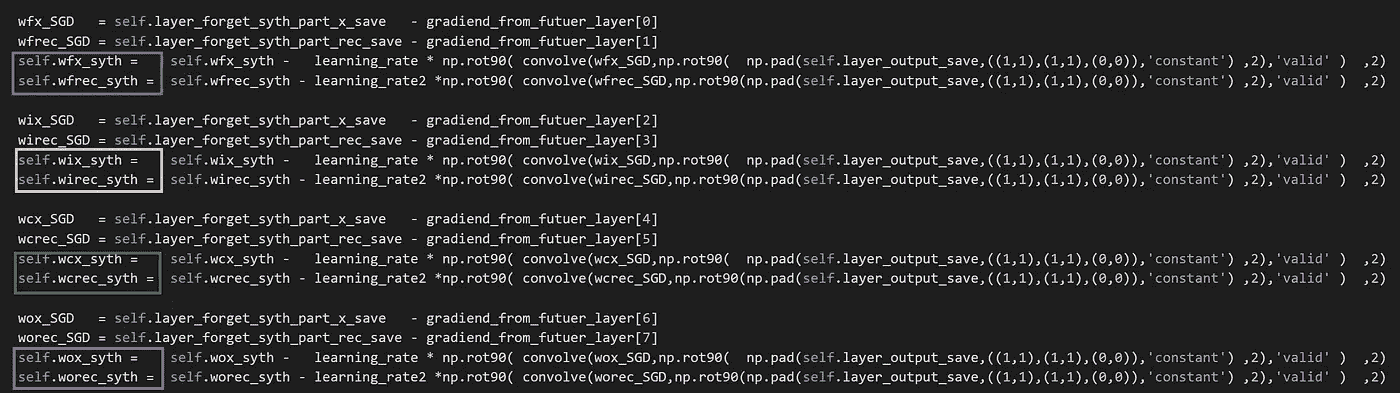 wfx_SGD   = self.layer_forget_syth_part_x_save   - gradiend_from_futuer_layer[0]
wfrec_SGD = self.layer_forget_syth_part_rec_save - gradiend_from_futuer_layer[1]
self.wfx_syth =    self.wfx_syth -   learning_rate * np.rot90( convolve(wfx_SGD,np.rot90(  np.pad(self.layer_output_save,((1,1),(1,1),(0,0)),'constant') ,2),'valid' )  ,2)
self.wfrec_syth =  self.wfrec_syth - learning_rate2 *np.rot90( convolve(wfrec_SGD,np.rot90(np.pad(self.layer_output_save,((1,1),(1,1),(0,0)),'constant') ,2),'valid' )  ,2)
wix_SGD   = self.layer_forget_syth_part_x_save   - gradiend_from_futuer_layer[2]
wirec_SGD = self.layer_forget_syth_part_rec_save - gradiend_from_futuer_layer[3]
self.wix_syth =    self.wix_syth -   learning_rate * np.rot90( convolve(wix_SGD,np.rot90(  np.pad(self.layer_output_save,((1,1),(1,1),(0,0)),'constant') ,2),'valid' )  ,2)
self.wirec_syth =  self.wirec_syth - learning_rate2 *np.rot90( convolve(wirec_SGD,np.rot90(np.pad(self.layer_output_save,((1,1),(1,1),(0,0)),'constant') ,2),'valid' )  ,2)
wcx_SGD   = self.layer_forget_syth_part_x_save   - gradiend_from_futuer_layer[4]
wcrec_SGD = self.layer_forget_syth_part_rec_save - gradiend_from_futuer_layer[5]
self.wcx_syth =    self.wcx_syth -   learning_rate * np.rot90( convolve(wcx_SGD,np.rot90(  np.pad(self.layer_output_save,((1,1),(1,1),(0,0)),'constant') ,2),'valid' )  ,2)
self.wcrec_syth =  self.wcrec_syth - learning_rate2 *np.rot90( convolve(wcrec_SGD,np.rot90(np.pad(self.layer_output_save,((1,1),(1,1),(0,0)),'constant') ,2),'valid' )  ,2)
wox_SGD   = self.layer_forget_syth_part_x_save   - gradiend_from_futuer_layer[6]
worec_SGD = self.layer_forget_syth_part_rec_save - gradiend_from_futuer_layer[7]
self.wox_syth =    self.wox_syth -   learning_rate * np.rot90( convolve(wox_SGD,np.rot90(  np.pad(self.layer_output_save,((1,1),(1,1),(0,0)),'constant') ,2),'valid' )  ,2)
self.worec_syth =  self.worec_syth - learning_rate2 *np.rot90( convolve(worec_SGD,np.rot90(np.pad(self.layer_output_save,((1,1),(1,1),(0,0)),'constant') ,2),'valid' )  ,2)